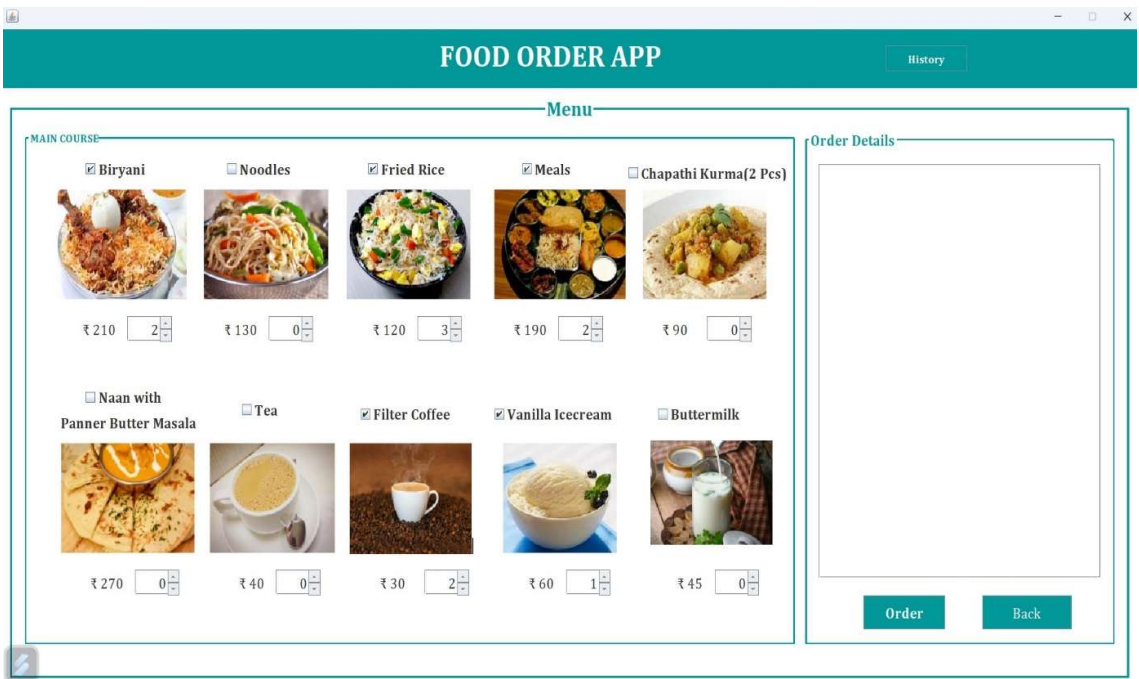 FOOD ORDER APP
History
Menu
MAIN COURSE
Biryani
Noodles
Fried Rice
Meals
Chapathi Kurma(2 Pcs)
₹ 210 2
₹ 130 0
₹ 120 3
₹ 190 2
₹ 90 0
Naan with
Panner Butter Masala
Tea
Filter Coffee
Vanilla Icecream
Buttermilk
₹ 270 0
₹ 40 0
₹ 30 2
₹ 60 1
₹ 45 0
Order Details
Order
Back